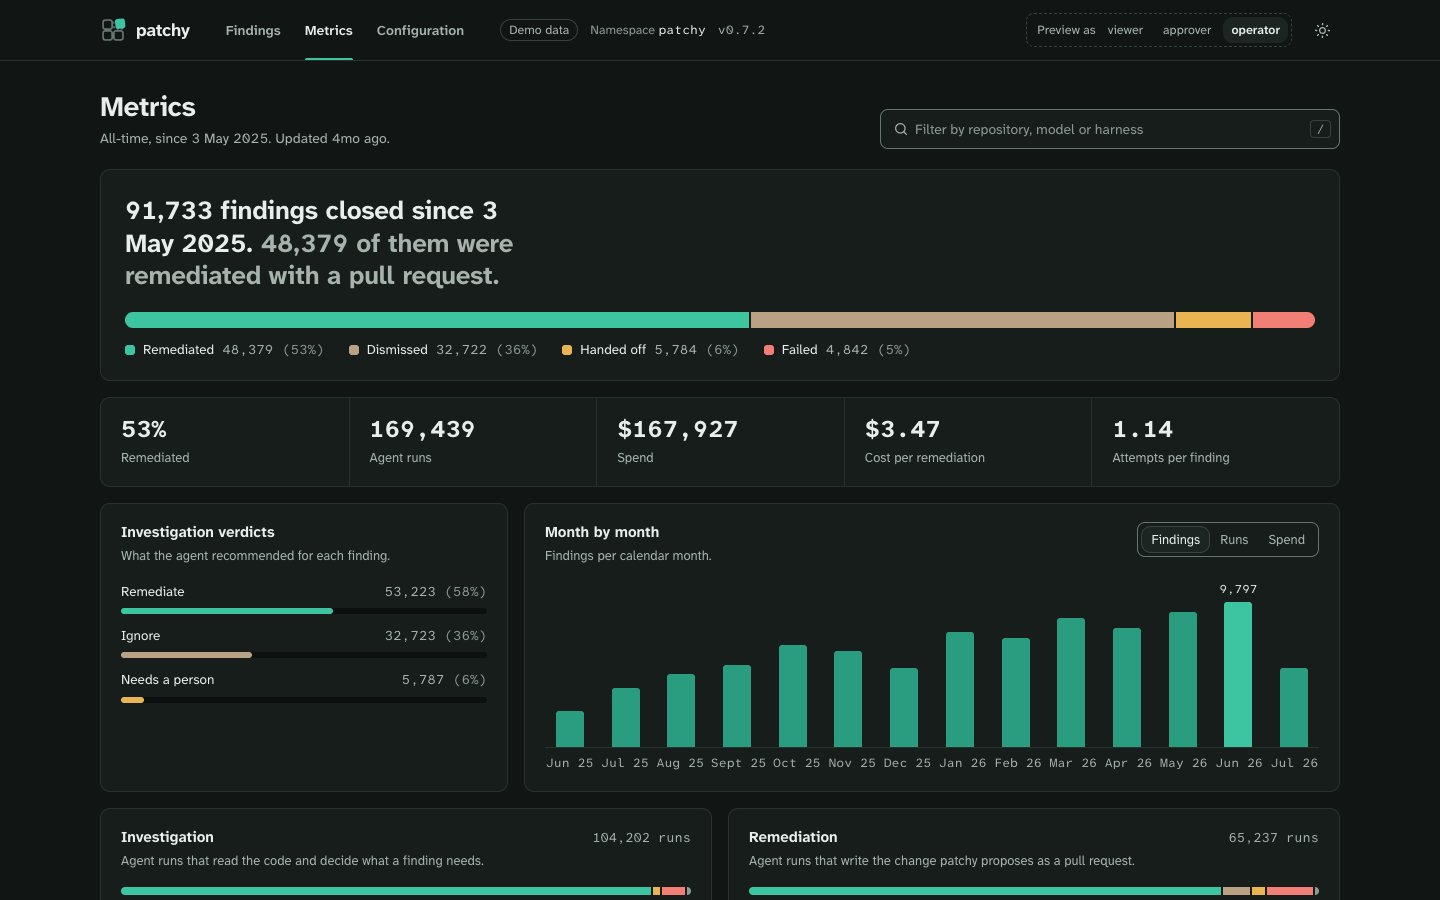 patchy Findings Metrics Configuration Demo data Namespace patchy v0.7.2 Preview as viewer approver operator
Metrics
All-time, since 3 May 2025. Updated 4mo ago.
Filter by repository, model or harness /
91,733 findings closed since 3
May 2025. 48,379 of them were
remediated with a pull request.
Remediated 48,379 (53%) Dismissed 32,722 (36%) Handed off 5,784 (6%) Failed 4,842 (5%)
53% 169,439 $167,927 $3.47 1.14
Remediated Agent runs Spend Cost per remediation Attempts per finding
Investigation verdicts
What the agent recommended for each finding.
Remediate 53,223 (58%)
Ignore 32,723 (36%)
Needs a person 5,787 (6%)
Month by month
Findings per calendar month.
Findings Runs Spend
9,797
Jun 25 Jul 25 Aug 25 Sept 25 Oct 25 Nov 25 Dec 25 Jan 26 Feb 26 Mar 26 Apr 26 May 26 Jun 26 Jul 26
Investigation 104,202 runs
Agent runs that read the code and decide what a finding needs.
Remediation 65,237 runs
Agent runs that write the change patchy proposes as a pull request.